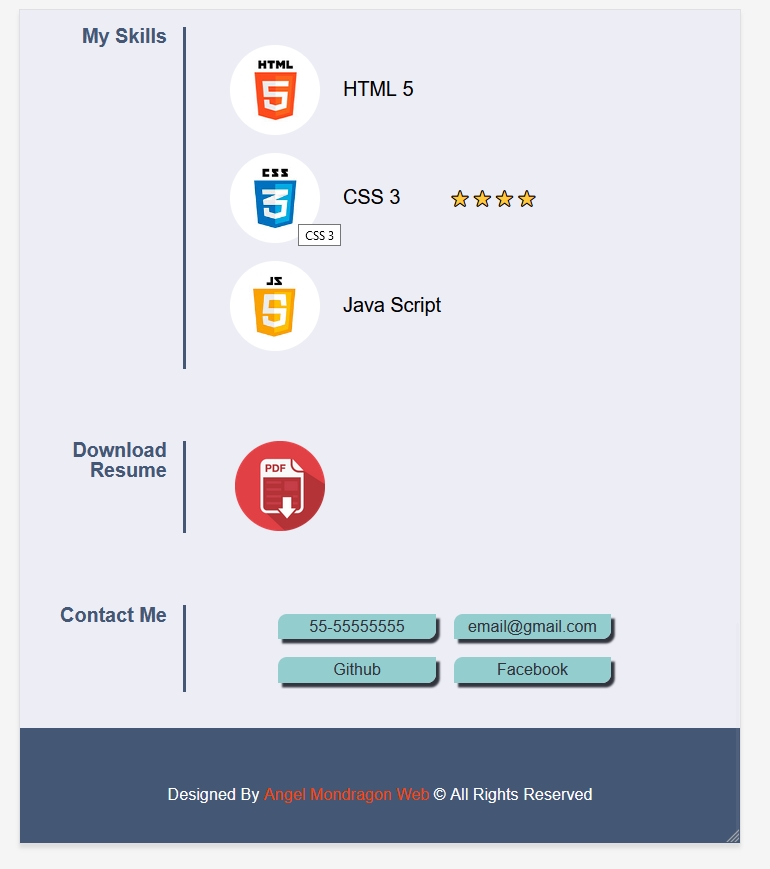 My Skills
HTML
5
HTML 5
CSS
3
CSS 3
★★★★
CSS 3
JS
5
Java Script
Download
Resume
PDF
Contact Me
55-55555555
email@gmail.com
Github
Facebook
Designed By Angel Mondragon Web © All Rights Reserved